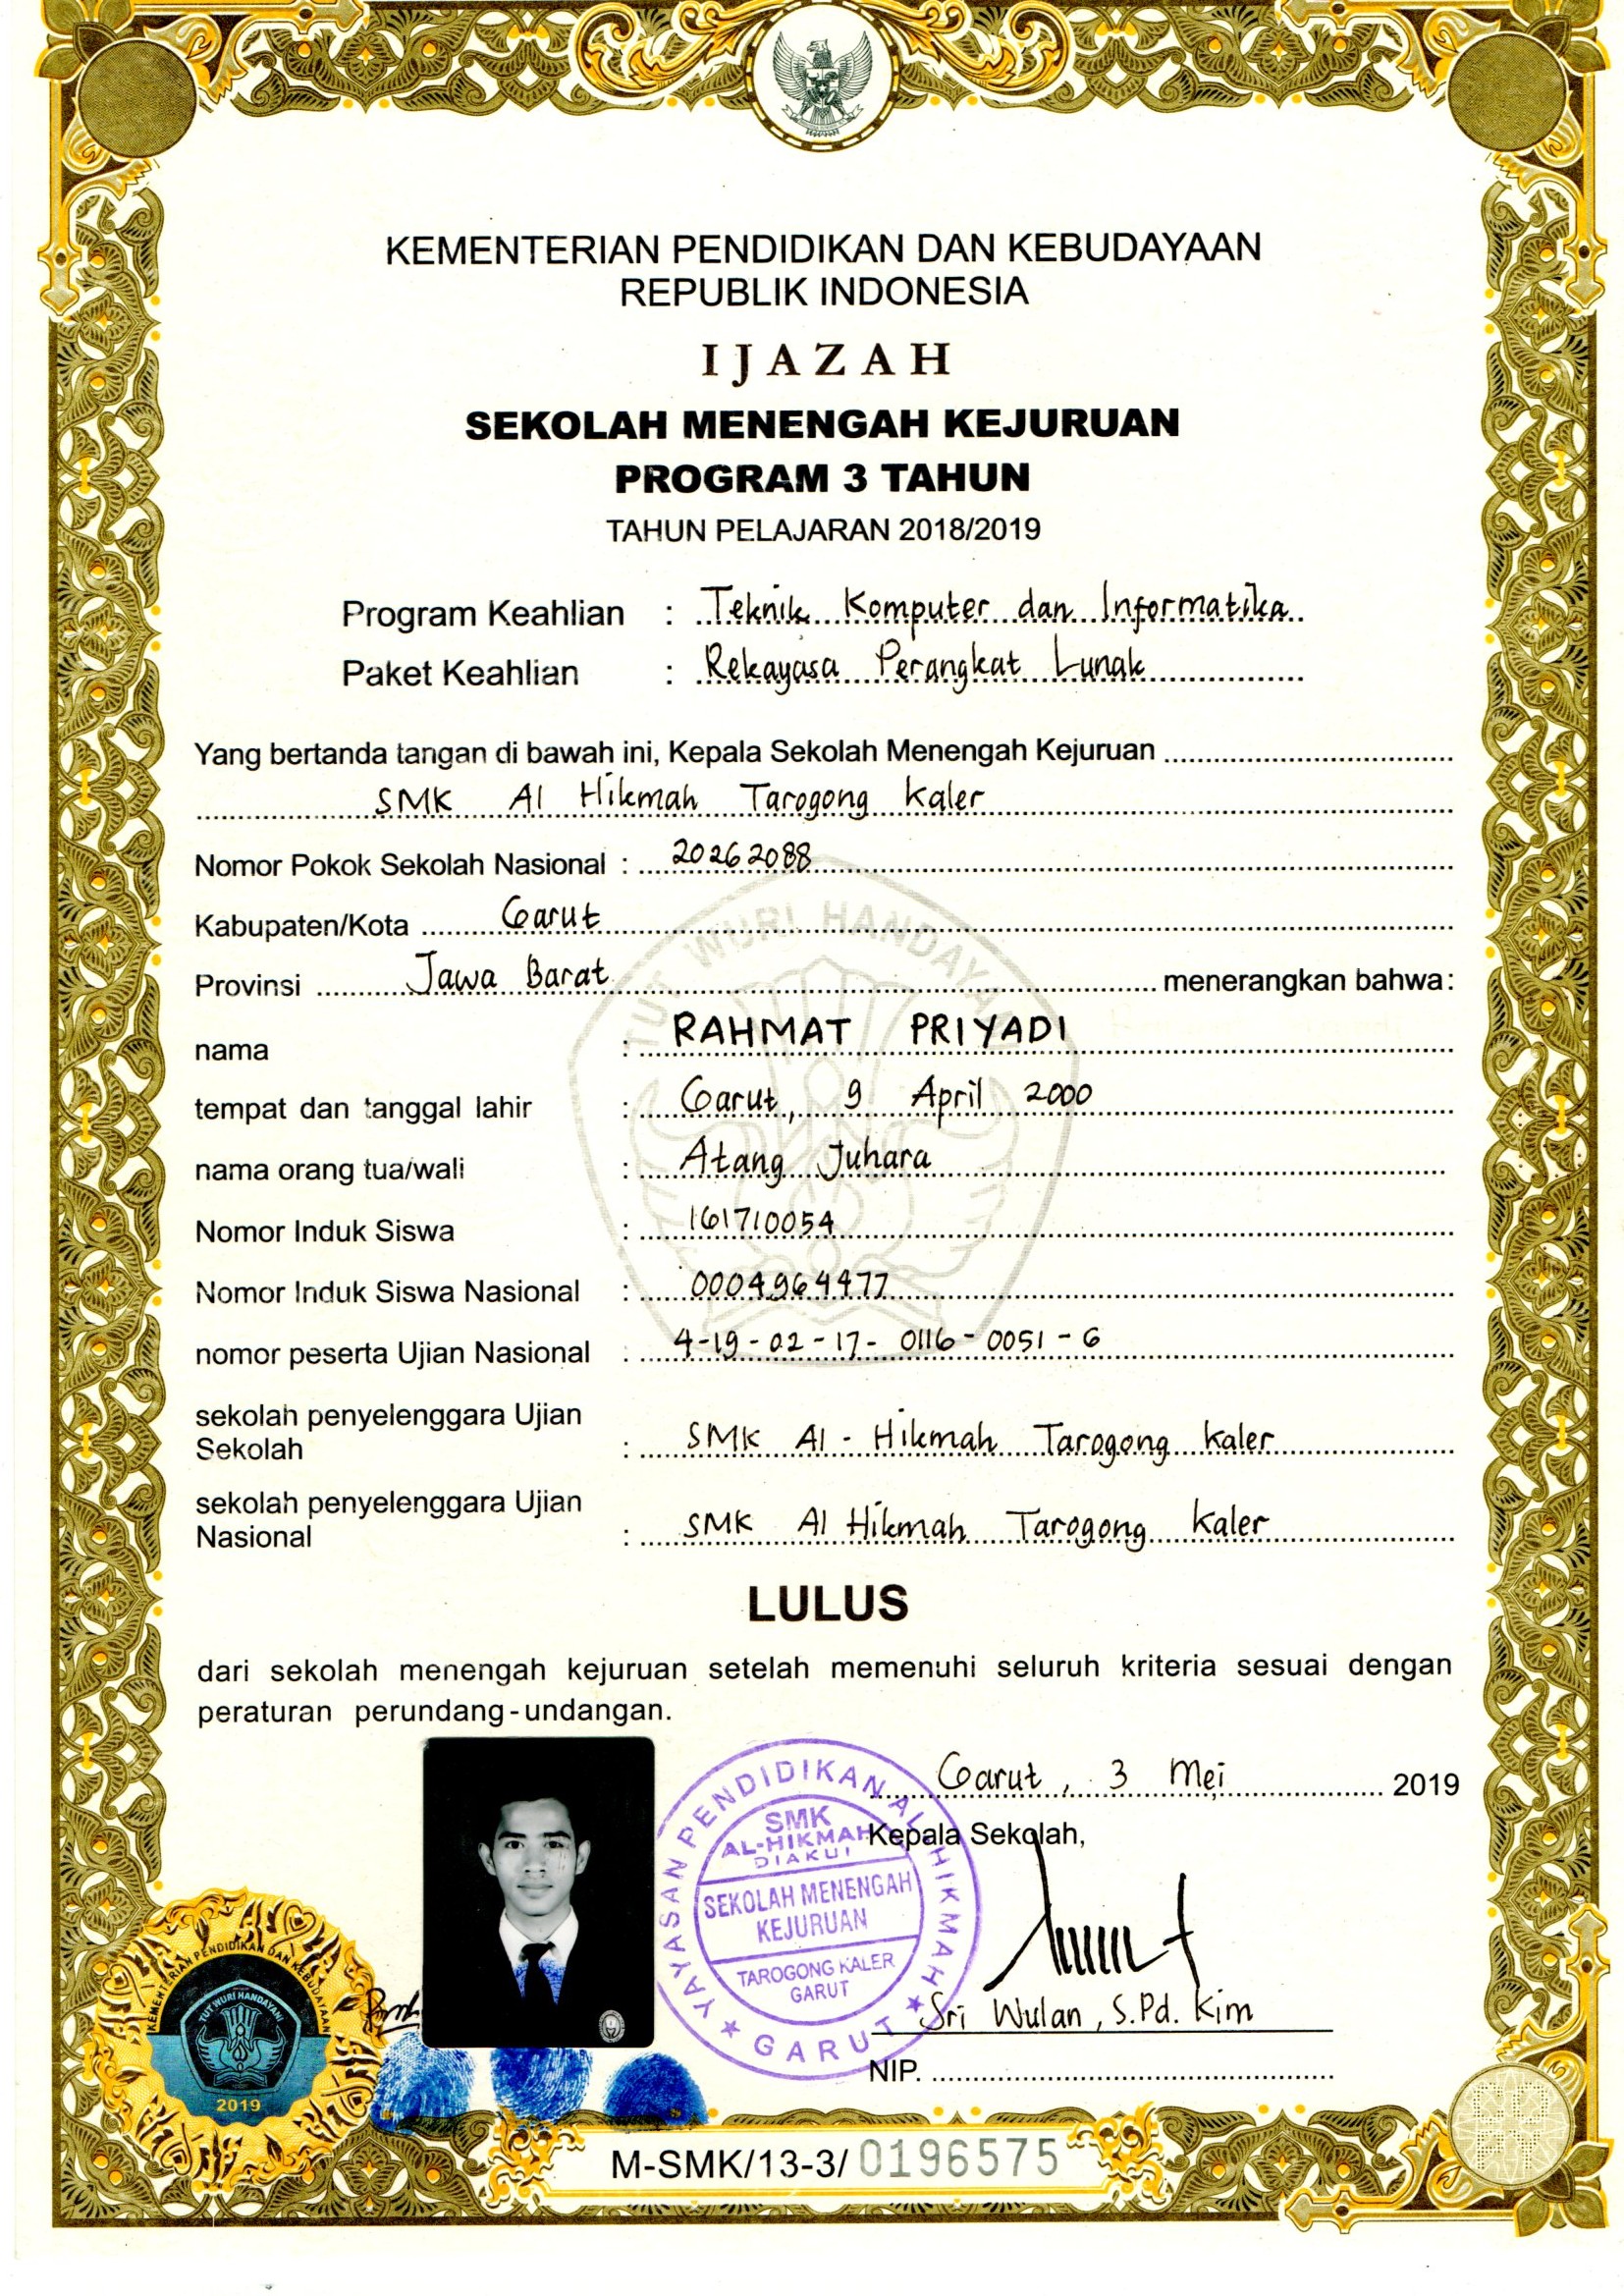 KEMENTERIAN PENDIDIKAN DAN KEBUDAYAAN
REPUBLIK INDONESIA
IJAZAH
SEKOLAH MENENGAH KEJURUAN
PROGRAM 3 TAHUN
TAHUN PELAJARAN 2018/2019
Program Keahlian : Teknik Komputer dan Informatika
Paket Keahlian : Rekayasa Perangkat Lunak
Yang bertanda tangan di bawah ini, Kepala Sekolah Menengah Kejuruan
SMK Al Hikmah Tarogong Kaler
Nomor Pokok Sekolah Nasional : 20262088
Kabupaten/Kota Garut
Provinsi Jawa Barat menerangkan bahwa:
nama : RAHMAT PRIYADI
tempat dan tanggal lahir : Garut, 9 April 2000
nama orang tua/wali : Atang Juhara
Nomor Induk Siswa : 161710054
Nomor Induk Siswa Nasional : 0004964477
nomor peserta Ujian Nasional : 4-19-02-17-0116-0051-6
sekolah penyelenggara Ujian
Sekolah : SMK Al-Hikmah Tarogong Kaler
sekolah penyelenggara Ujian
Nasional : SMK Al Hikmah Tarogong Kaler
LULUS
dari sekolah menengah kejuruan setelah memenuhi seluruh kriteria sesuai dengan
peraturan perundang-undangan.
Garut, 3 Mei 2019
Kepala Sekolah,
Sri Wulan, S.Pd. Kim
NIP.
YAYASAN PENDIDIKAN AL-HIKMAH
SMK
AL-HIKMAH
DIAKUI
SEKOLAH MENENGAH
KEJURUAN
TAROGONG KALER
GARUT
★ GARUT ★
KEMENTERIAN PENDIDIKAN DAN KEBUDAYAAN
TUT WURI HANDAYANI
2019
TUT WURI HANDAYANI
M-SMK/13-3/ 0196575